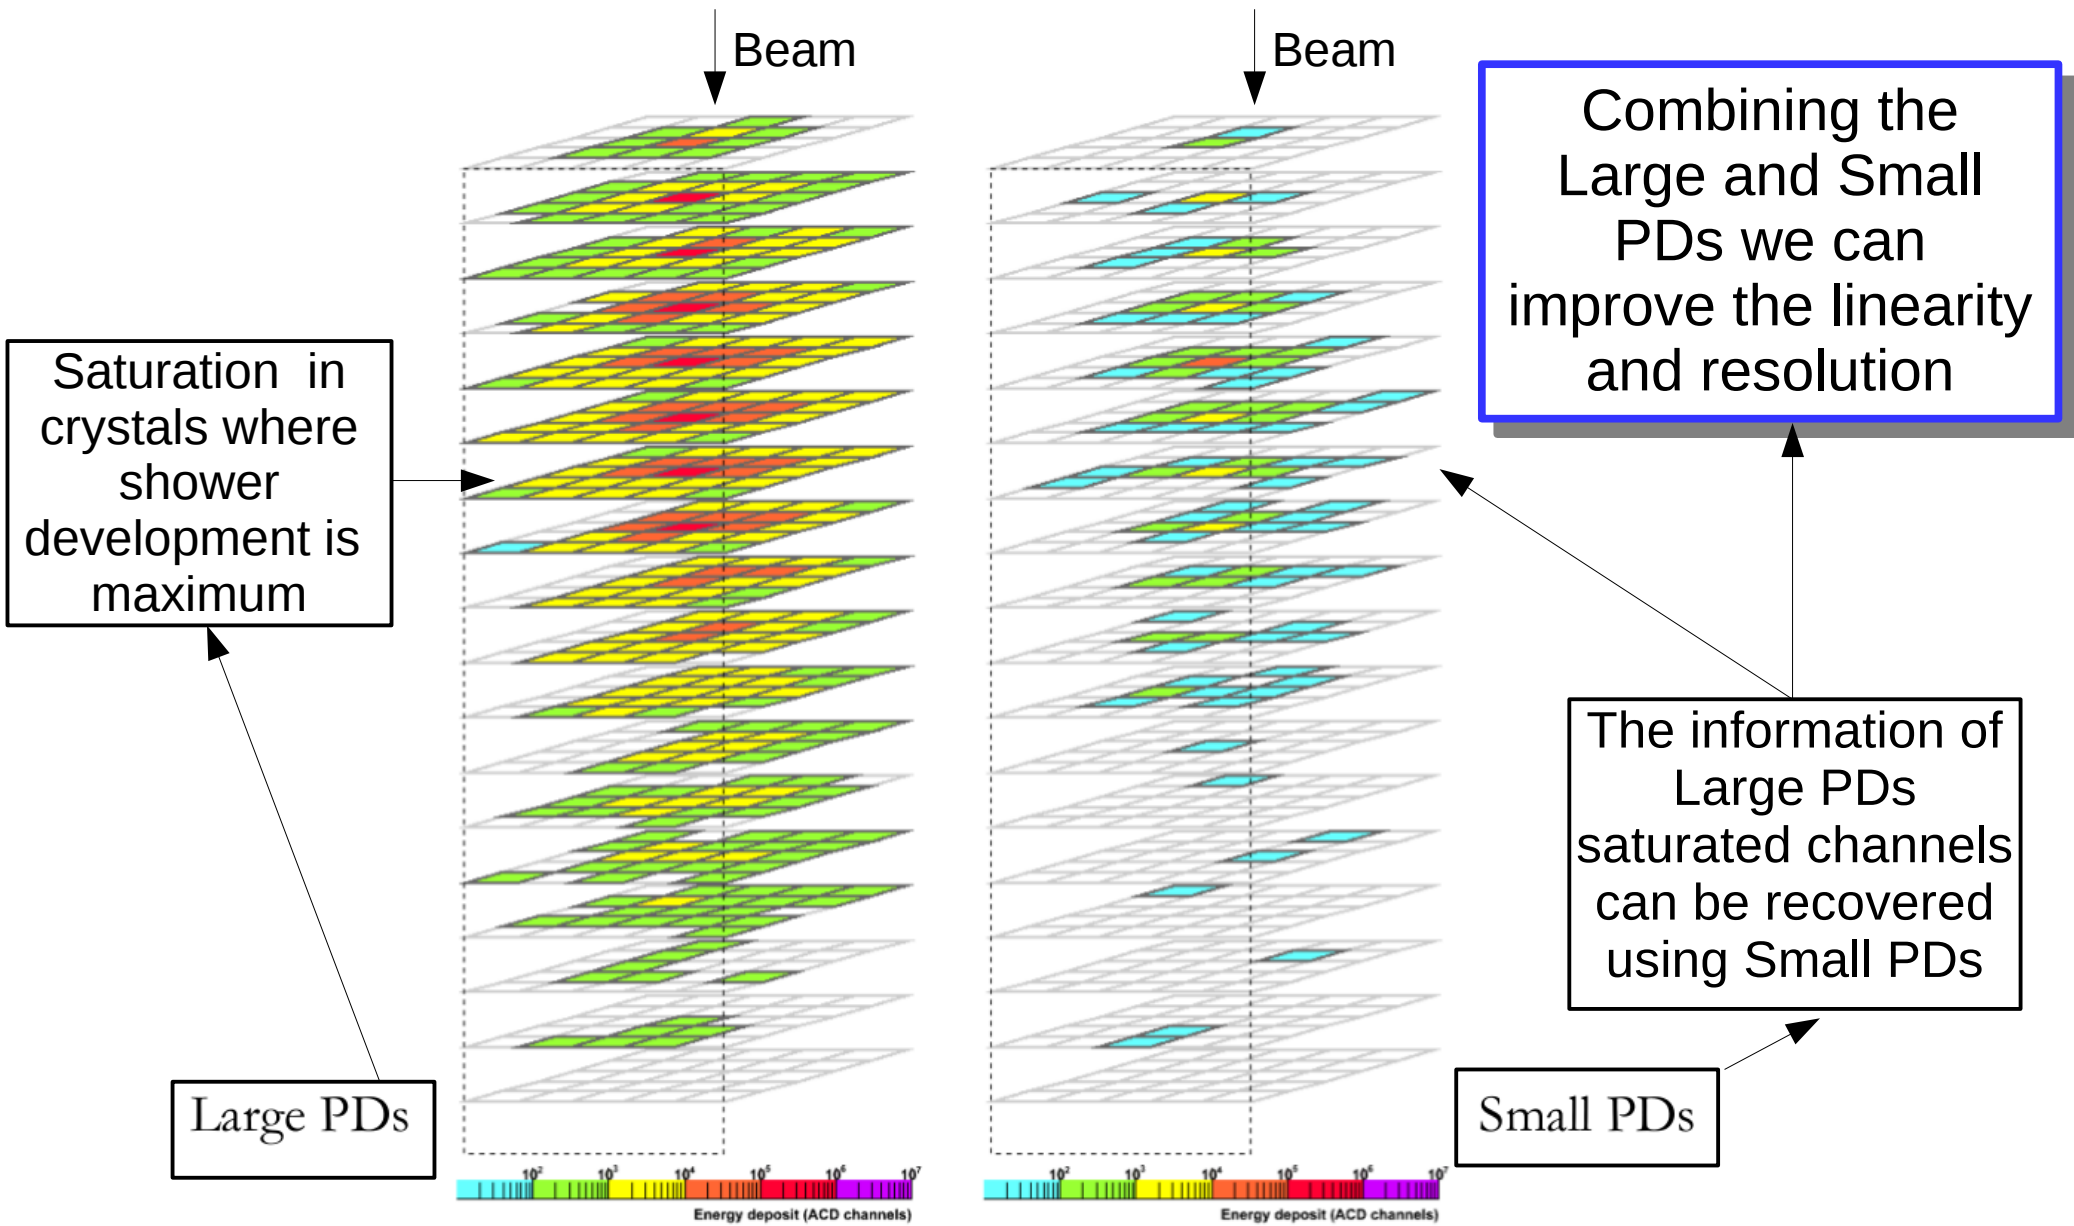 Beam
Beam
Combining the
Large and Small
PDs we can
improve the linearity
and resolution
Saturation in
crystals where
shower
development is
maximum
The information of
Large PDs
saturated channels
can be recovered
using Small PDs
Large PDs
Small PDs
10² 10³ 10⁴ 10⁵ 10⁶ 10⁷
Energy deposit (ACD channels)
10² 10³ 10⁴ 10⁵ 10⁶ 10⁷
Energy deposit (ACD channels)